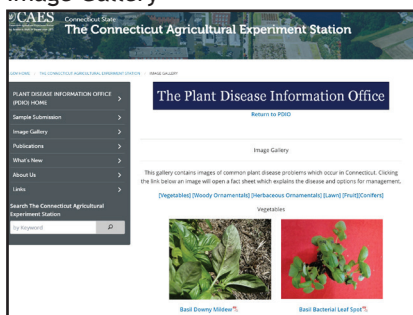 Image Gallery
CAES
Connecticut State
The Connecticut Agricultural Experiment Station
THE CONNECTICUT AGRICULTURAL EXPERIMENT STATION
IMAGE GALLERY
PLANT DISEASE INFORMATION OFFICE
(PDIO) HOME
Sample Submission
Image Gallery
Publications
What's New
About Us
Links
Search The Connecticut Agricultural
Experiment Station
by Keyword
The Plant Disease Information Office
Return to PDIO
Image Gallery
This gallery contains images of common plant disease problems which occur in Connecticut. Clicking
the link below an image will open a fact sheet which explains the disease and options for management.
[Vegetables] [Woody Ornamentals] [Herbaceous Ornamentals] [Lawn] [Fruit][Conifers]
Vegetables
Basil Downy Mildew
Basil Bacterial Leaf Spot